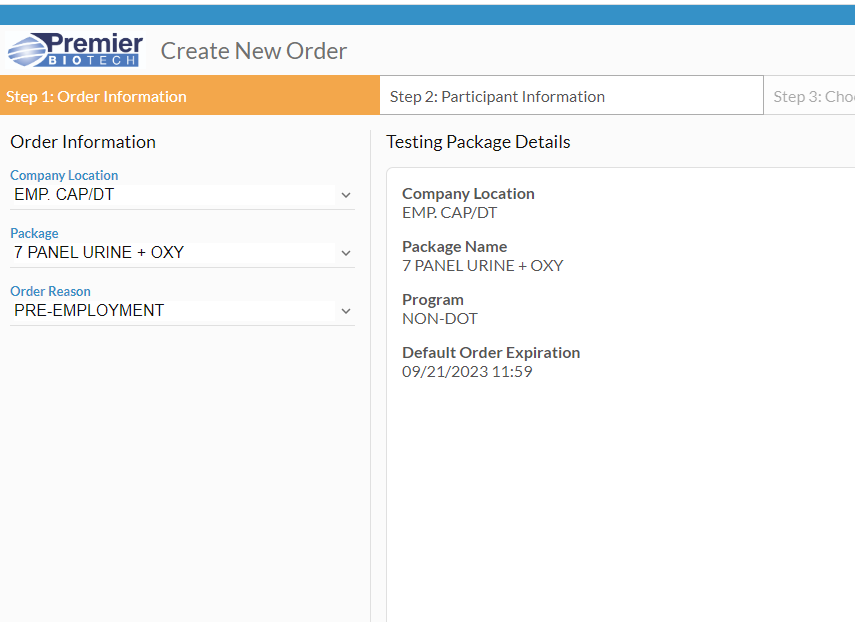 Premier
BIOTECH
Create New Order
Step 1: Order Information
Step 2: Participant Information
Step 3: Cho
Order Information
Company Location
EMP. CAP/DT
Package
7 PANEL URINE + OXY
Order Reason
PRE-EMPLOYMENT
Testing Package Details
Company Location
EMP. CAP/DT
Package Name
7 PANEL URINE + OXY
Program
NON-DOT
Default Order Expiration
09/21/2023 11:59